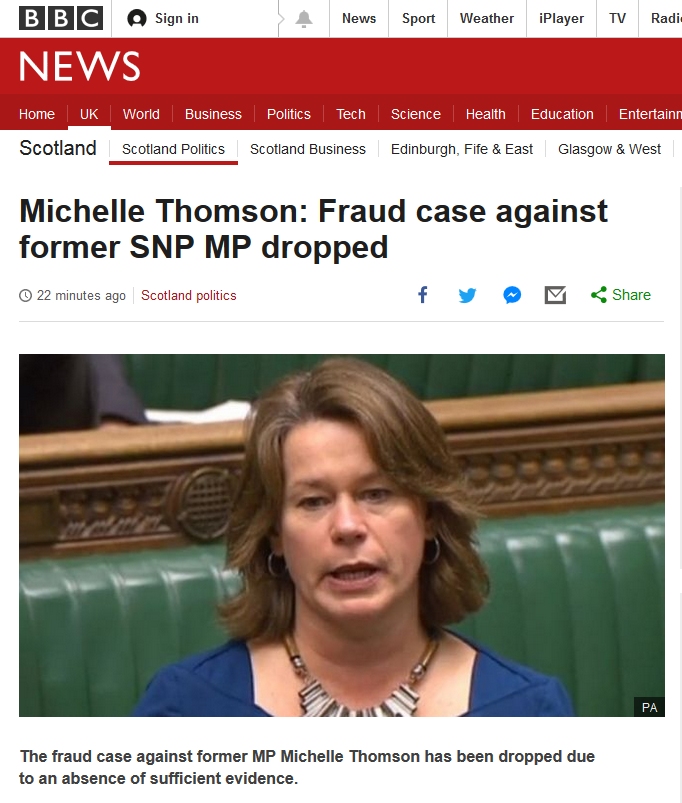 BBC Sign in News Sport Weather iPlayer TV Radi
NEWS
Home UK World Business Politics Tech Science Health Education Entertainm
Scotland Scotland Politics Scotland Business Edinburgh, Fife & East Glasgow & West
Michelle Thomson: Fraud case against
former SNP MP dropped
22 minutes ago Scotland politics Share
PA
The fraud case against former MP Michelle Thomson has been dropped due
to an absence of sufficient evidence.